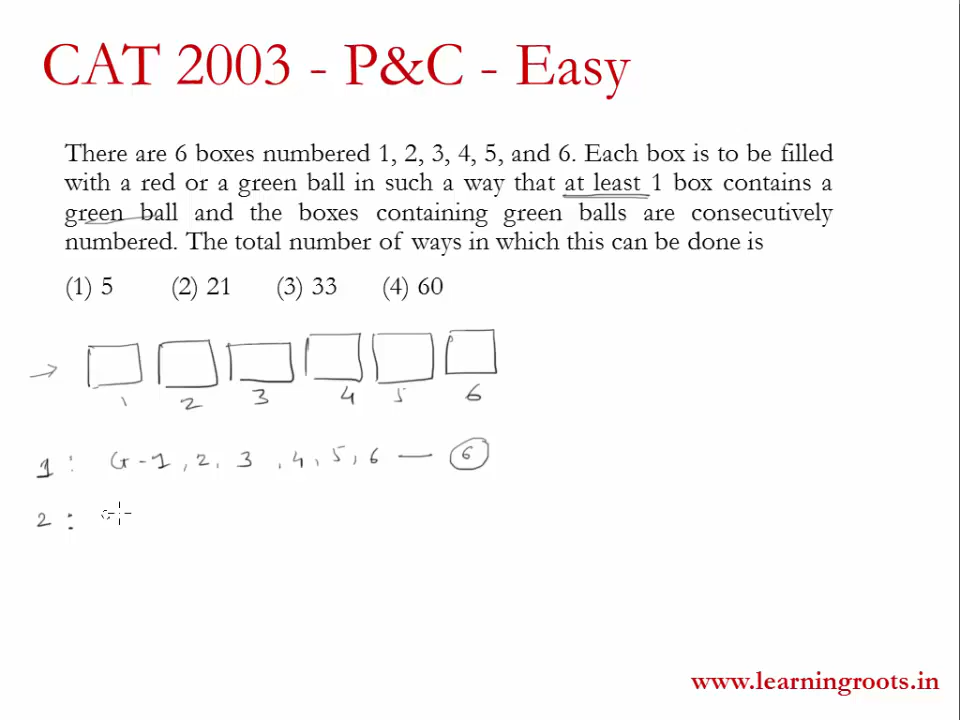 CAT 2003 - P&C - Easy
There are 6 boxes numbered 1, 2, 3, 4, 5, and 6. Each box is to be filled
with a red or a green ball in such a way that at least 1 box contains a
green ball and the boxes containing green balls are consecutively
numbered. The total number of ways in which this can be done is
(1) 5 (2) 21 (3) 33 (4) 60
1 2 3 4 5 6
1 : G - 1, 2, 3, 4, 5, 6 — 6
2 :
www.learningroots.in